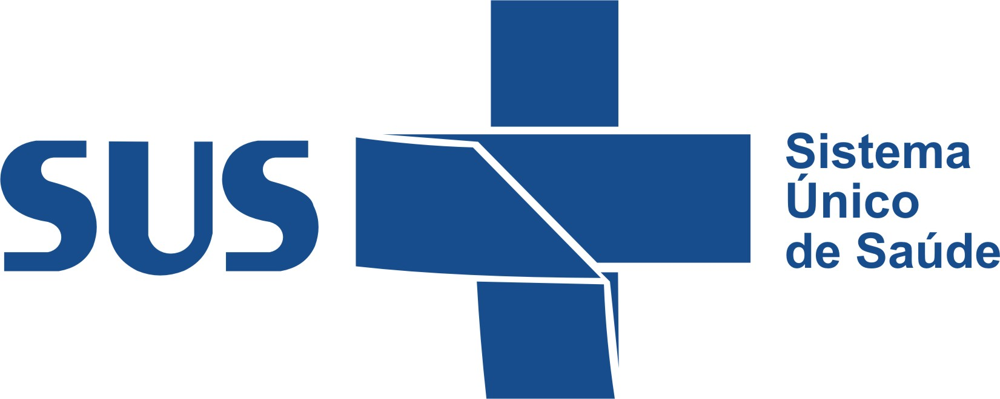 SUS
Sistema
Único
de Saúde